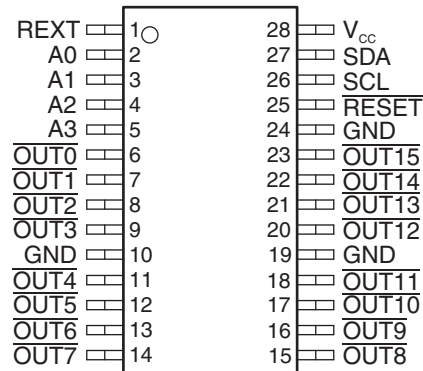 REXT 1 28 VCC
A0 2 27 SDA
A1 3 26 SCL
A2 4 25 RESET
A3 5 24 GND
OUT0 6 23 OUT15
OUT1 7 22 OUT14
OUT2 8 21 OUT13
OUT3 9 20 OUT12
GND 10 19 GND
OUT4 11 18 OUT11
OUT5 12 17 OUT10
OUT6 13 16 OUT9
OUT7 14 15 OUT8